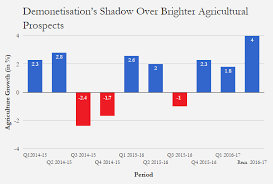 Demonetisation's Shadow Over Brighter Agricultural
Prospects
Agriculture Growth (in %)
4
2
0
-2
-4
2.3
2.8
-2.4
-1.7
2.6
2
-1
2.3
1.8
4
Q1 2014-15
Q2 2014-15
Q3 2014-15
Q4 2014-15
Q1 2015-16
Q2 2015-16
Q3 2015-16
Q4 2015-16
Q1 2016-17
2016-17
Period